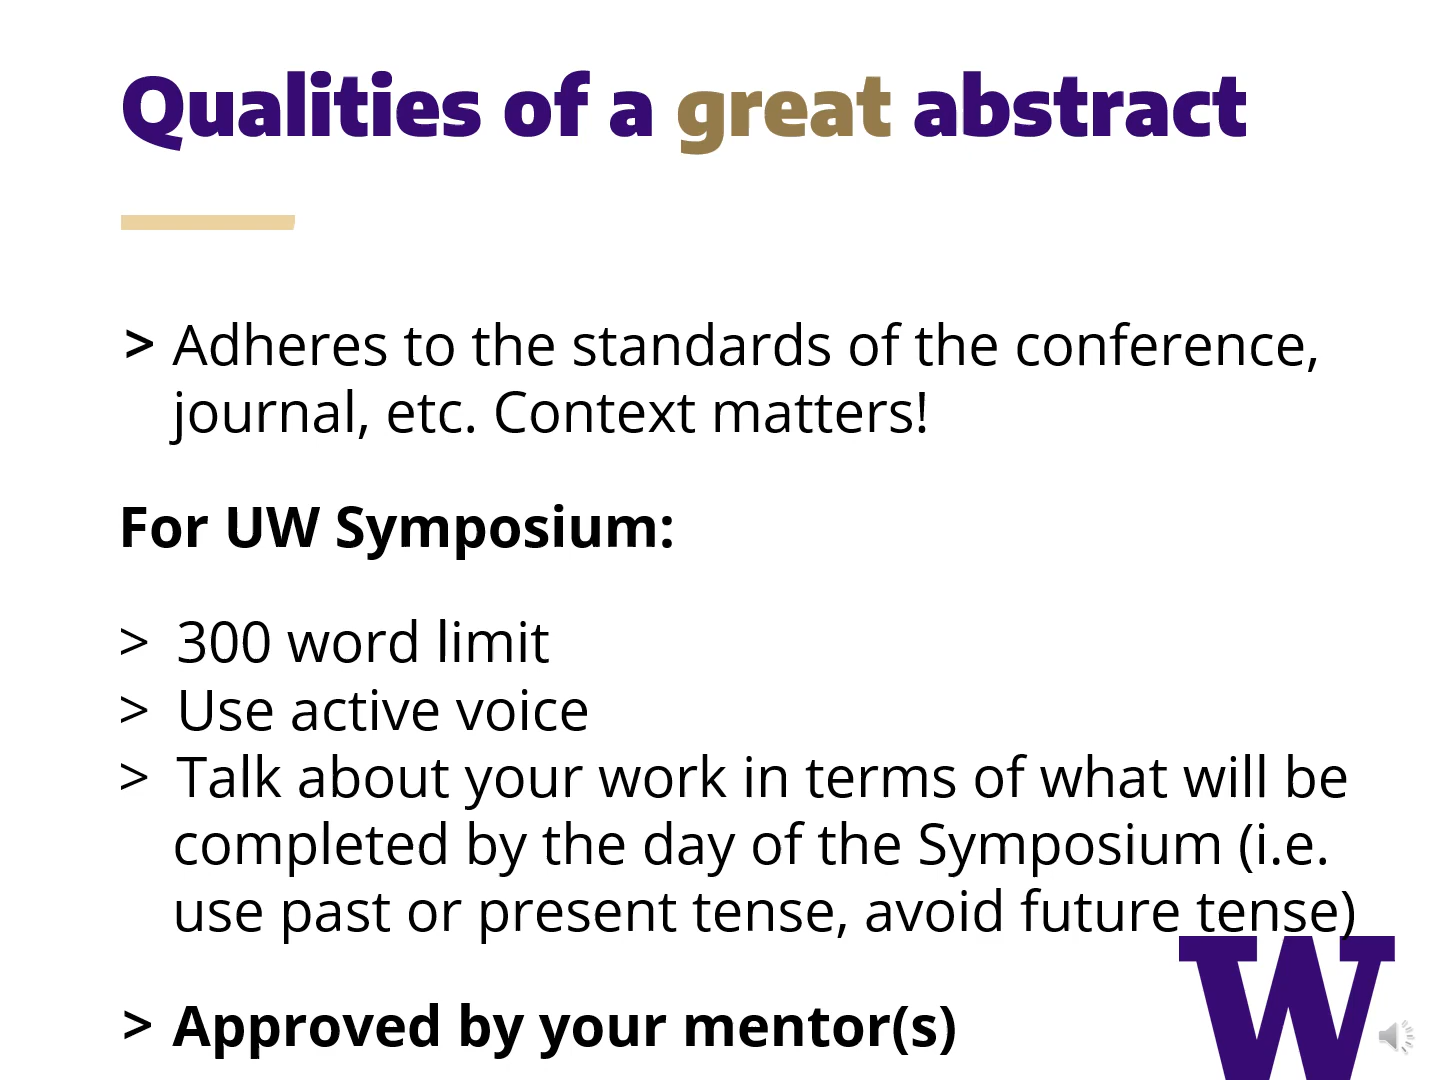 Qualities of a great abstract
> Adheres to the standards of the conference,
journal, etc. Context matters!
For UW Symposium:
> 300 word limit
> Use active voice
> Talk about your work in terms of what will be
completed by the day of the Symposium (i.e.
use past or present tense, avoid future tense)
> Approved by your mentor(s)
W